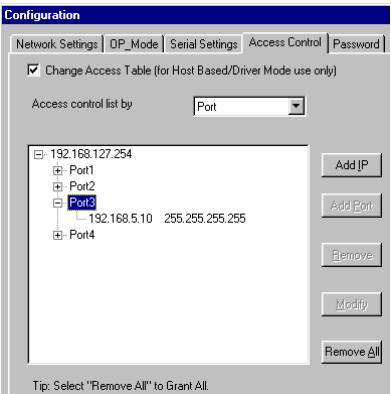 Configuration
Network Settings OP_Mode Serial Settings Access Control Password
Change Access Table (for Host Based/Driver Mode use only)
Access control list by Port
192.168.127.254
Port1
Port2
Port3
192.168.5.10 255.255.255.255
Port4
Add IP
Add Port
Remove
Modify
Remove All
Tip: Select "Remove All" to Grant All.